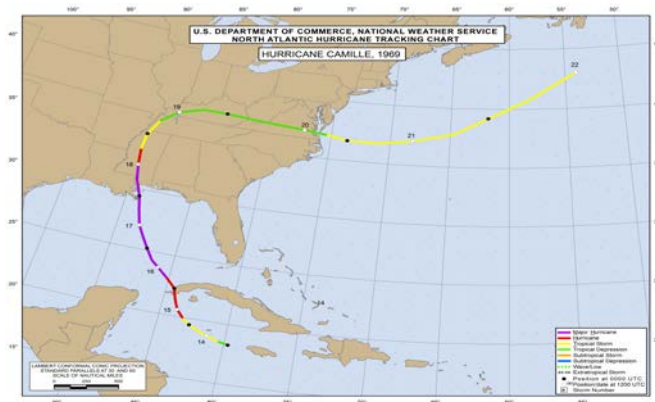 U.S. DEPARTMENT OF COMMERCE, NATIONAL WEATHER SERVICE
NORTH ATLANTIC HURRICANE TRACKING CHART
HURRICANE CAMILLE, 1969
22
19
20
21
18
17
16
15
14
14
Major Hurricane
Hurricane
Tropical Storm
Tropical Depression
Subtropical Storm
Subtropical Depression
Wave/Low
Extratropical Storm
Position at 0000 UTC
Position/date at 1200 UTC
Storm Number
LAMBERT CONFORMAL CONIC PROJECTION
STANDARD PARALLELS AT 30 AND 60
SCALE OF NAUTICAL MILES